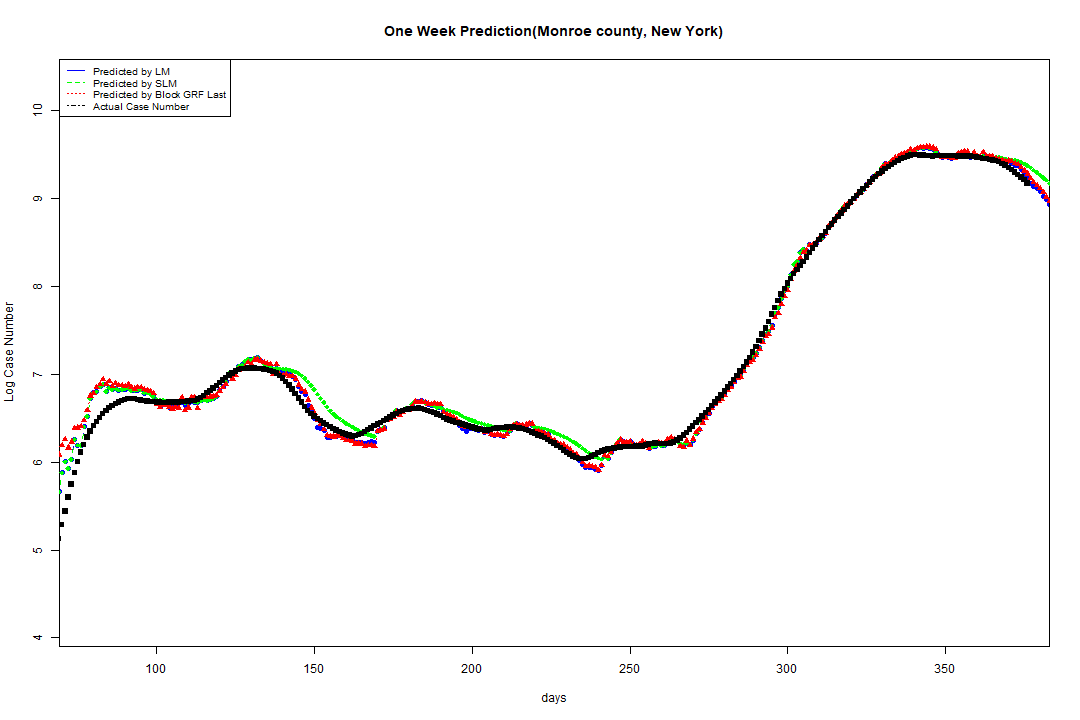 One Week Prediction(Monroe county, New York)
Predicted by LM
Predicted by SLM
Predicted by Block GRF Last
Actual Case Number
Log Case Number
10
9
8
7
6
5
4
100 150 200 250 300 350
days